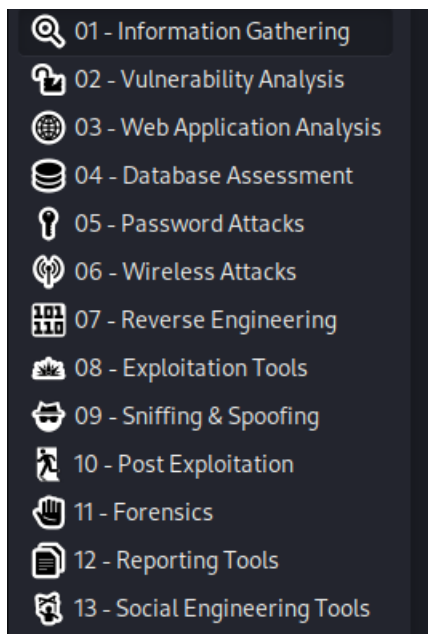 01 - Information Gathering
02 - Vulnerability Analysis
03 - Web Application Analysis
04 - Database Assessment
05 - Password Attacks
06 - Wireless Attacks
101
110
07 - Reverse Engineering
08 - Exploitation Tools
09 - Sniffing & Spoofing
10 - Post Exploitation
11 - Forensics
12 - Reporting Tools
13 - Social Engineering Tools